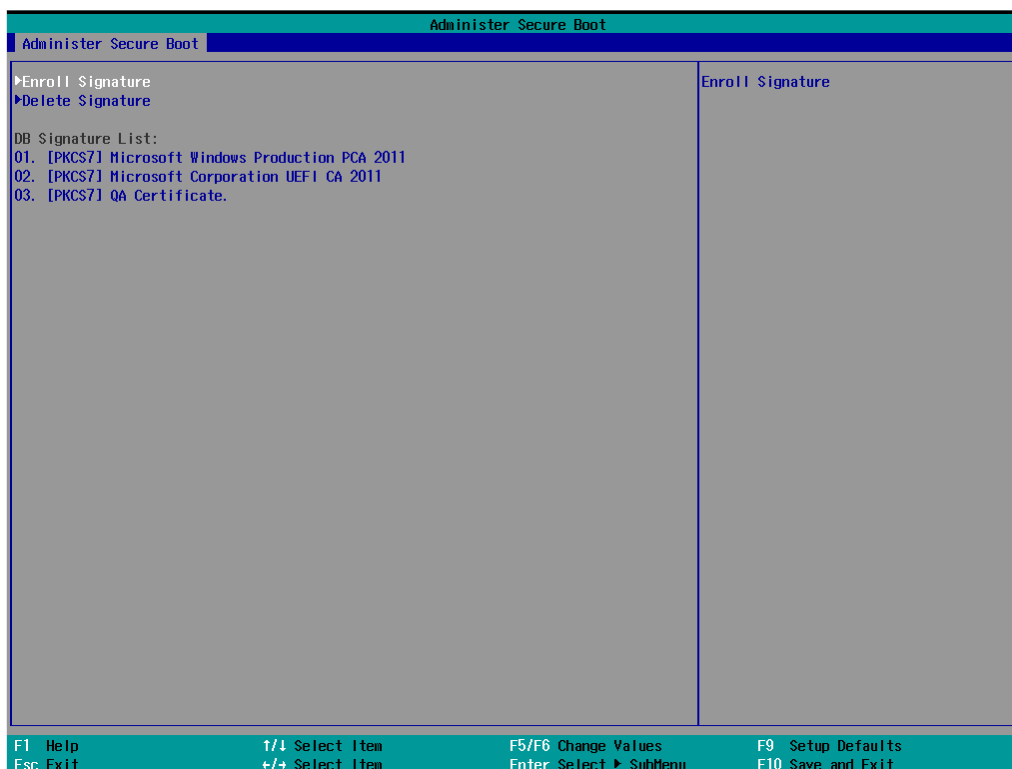 Administer Secure Boot
Administer Secure Boot
▶Enroll Signature
Enroll Signature
▶Delete Signature
DB Signature List:
01. [PKCS7] Microsoft Windows Production PCA 2011
02. [PKCS7] Microsoft Corporation UEFI CA 2011
03. [PKCS7] QA Certificate.
F1 Help ↑/↓ Select Item F5/F6 Change Values F9 Setup Defaults
Esc Exit ←/→ Select Item Enter Select ▶ SubMenu F10 Save and Exit